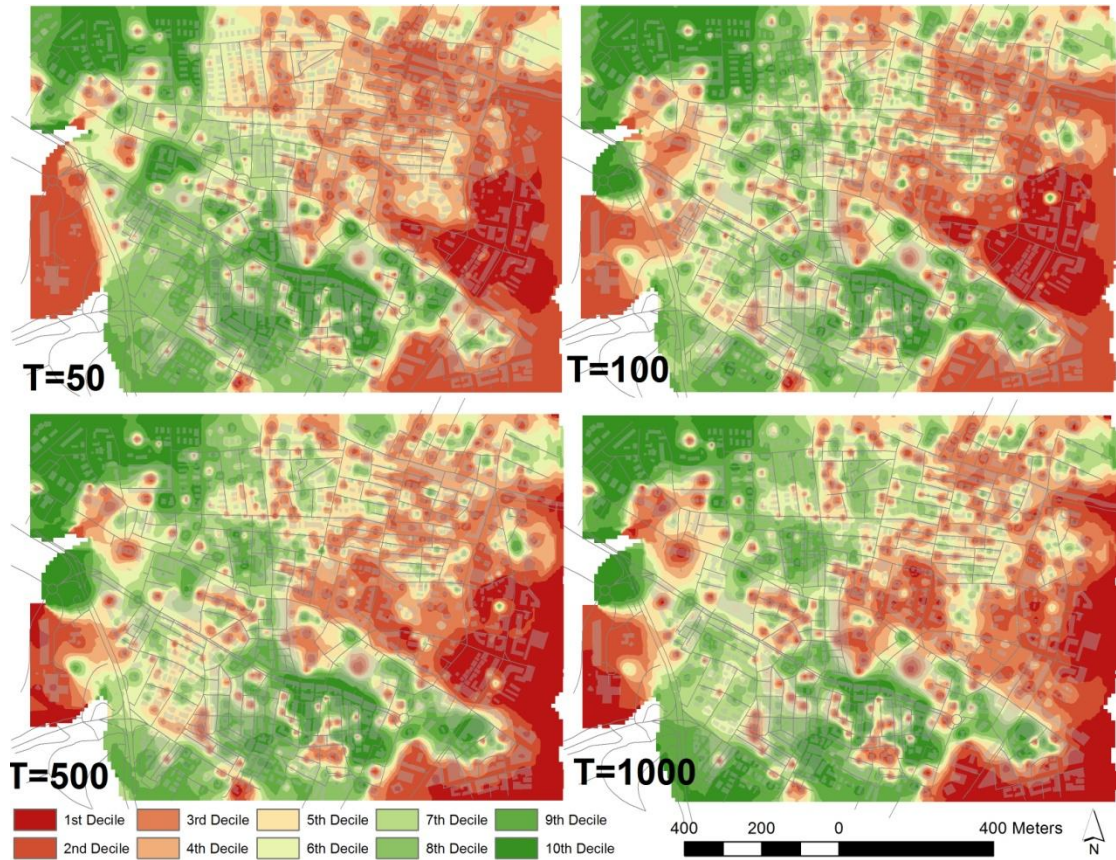 T=50
T=100
T=500
T=1000
1st Decile 3rd Decile 5th Decile 7th Decile 9th Decile
2nd Decile 4th Decile 6th Decile 8th Decile 10th Decile
400 200 0 400 Meters
N